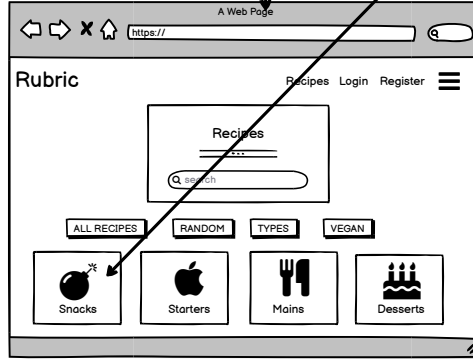 A Web Page
https://
Rubric
Recipes Login Register
Recipes
search
ALL RECIPES RANDOM TYPES VEGAN
Snacks Starters Mains Desserts